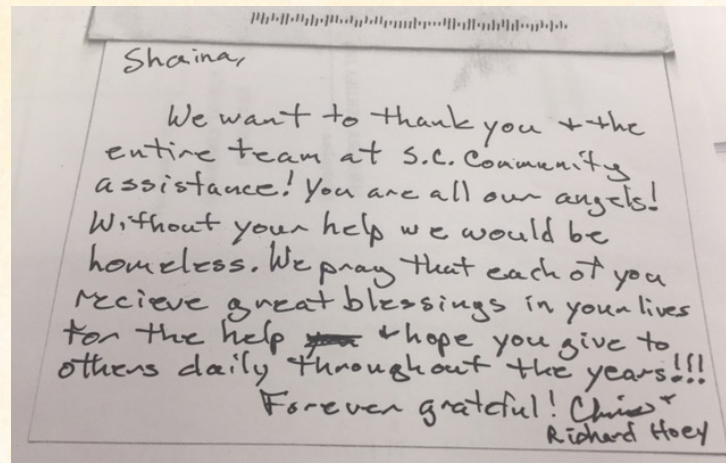 Shaina,
We want to thank you + the
entire team at S.C. Community
assistance! You are all our angels!
Without your help we would be
homeless. We pray that each of you
recieve great blessings in your lives
for the help + hope you give to
others daily throughout the years!!!
Forever grateful! Chris +
Richard Hoey